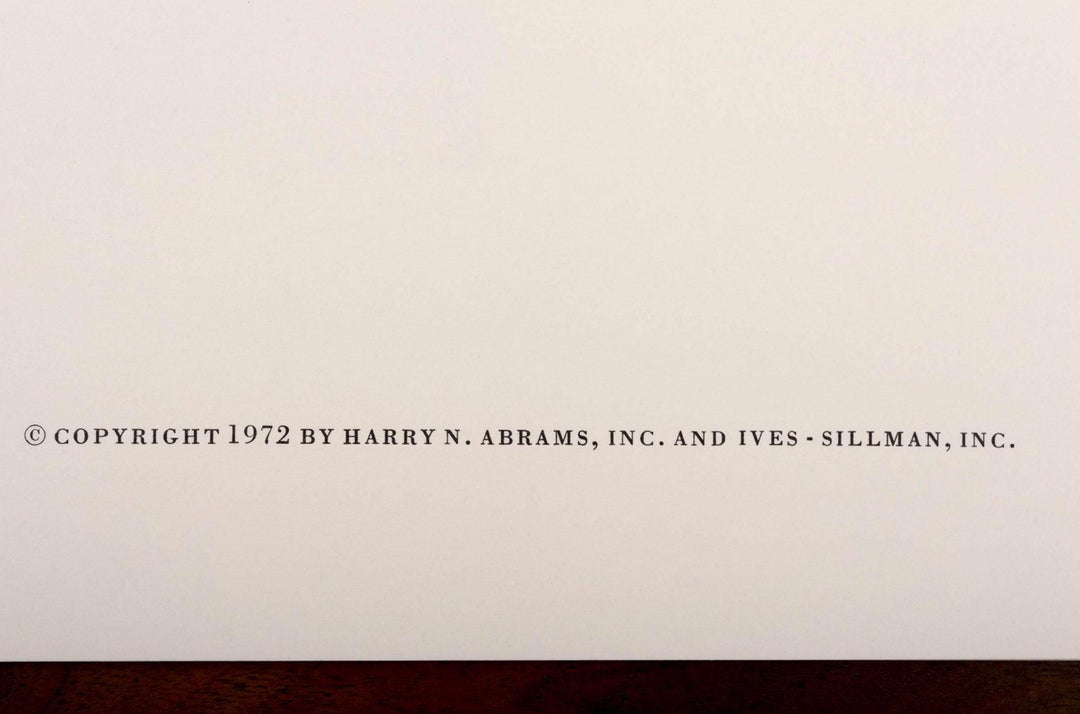 © COPYRIGHT 1972 BY HARRY N. ABRAMS, INC. AND IVES - SILLMAN, INC.